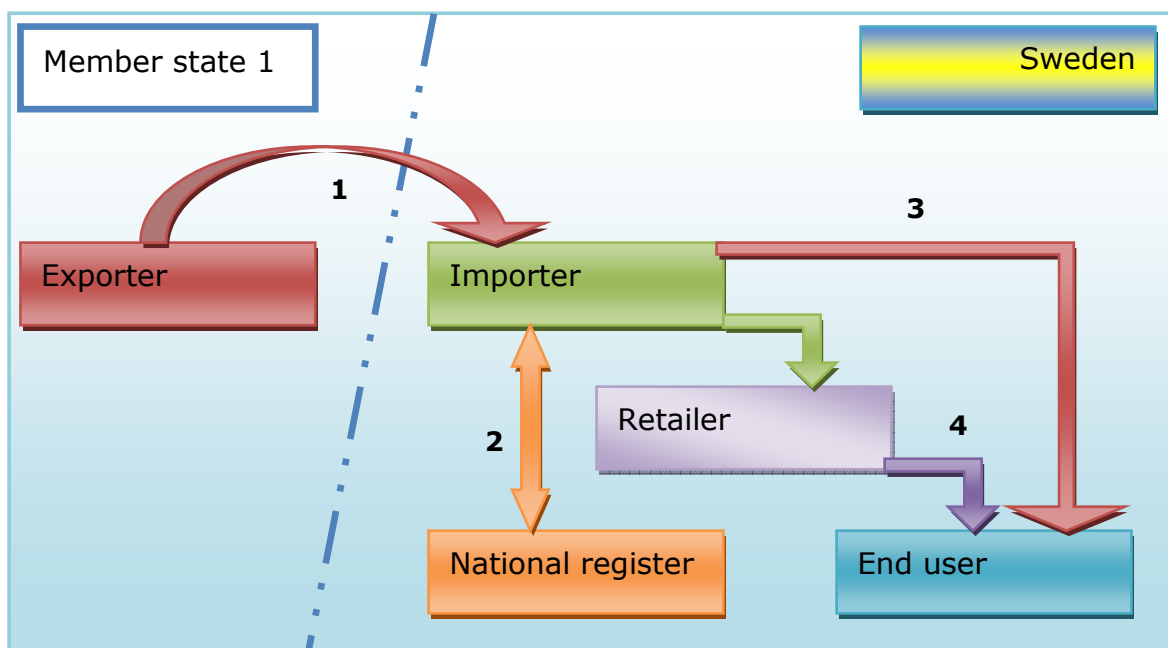 Member state 1
Sweden
1
3
Exporter
Importer
Retailer
4
2
National register
End user